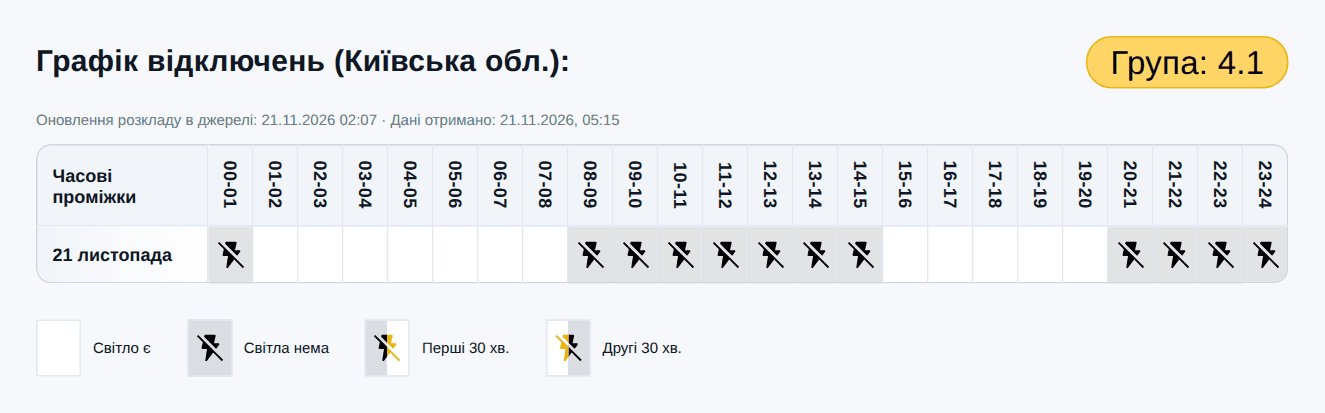 Графік відключень (Київська обл.):
Група: 4.1
Оновлення розкладу в джерелі: 21.11.2026 02:07 · Дані отримано: 21.11.2026, 05:15
Часові
проміжки
00-01
01-02
02-03
03-04
04-05
05-06
06-07
07-08
08-09
09-10
10-11
11-12
12-13
13-14
14-15
15-16
16-17
17-18
18-19
19-20
20-21
21-22
22-23
23-24
21 листопада
Світло є
Світла нема
Перші 30 хв.
Другі 30 хв.